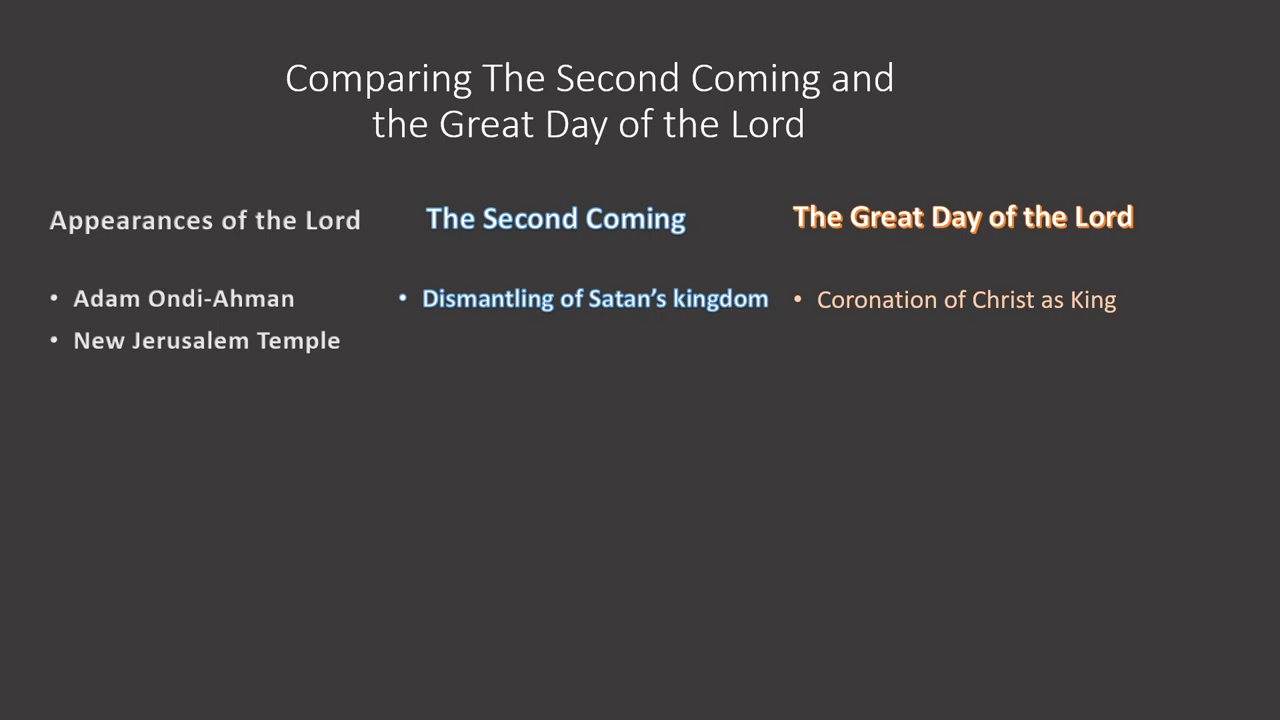 Comparing The Second Coming and
the Great Day of the Lord
Appearances of the Lord
• Adam Ondi-Ahman
• New Jerusalem Temple
The Second Coming
• Dismantling of Satan’s kingdom
The Great Day of the Lord
• Coronation of Christ as King